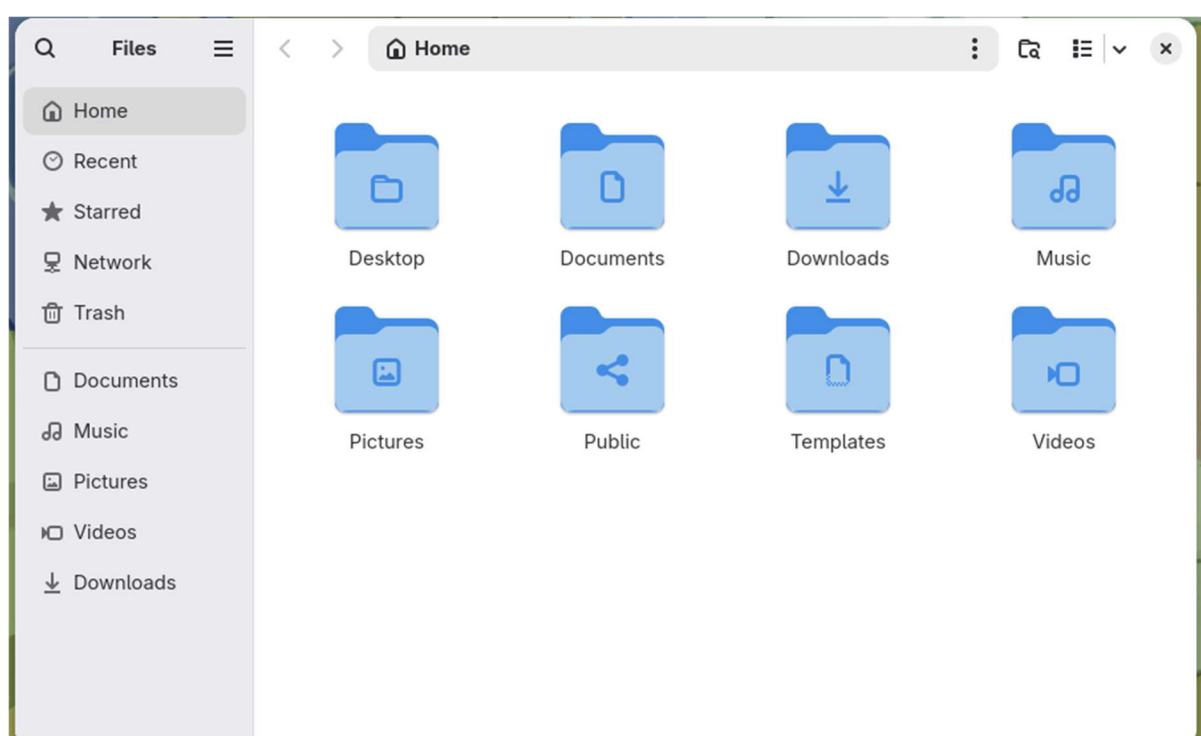 Files
Home
Home
Recent
Starred
Network
Trash
Documents
Music
Pictures
Videos
Downloads
Desktop Documents Downloads Music
Pictures Public Templates Videos